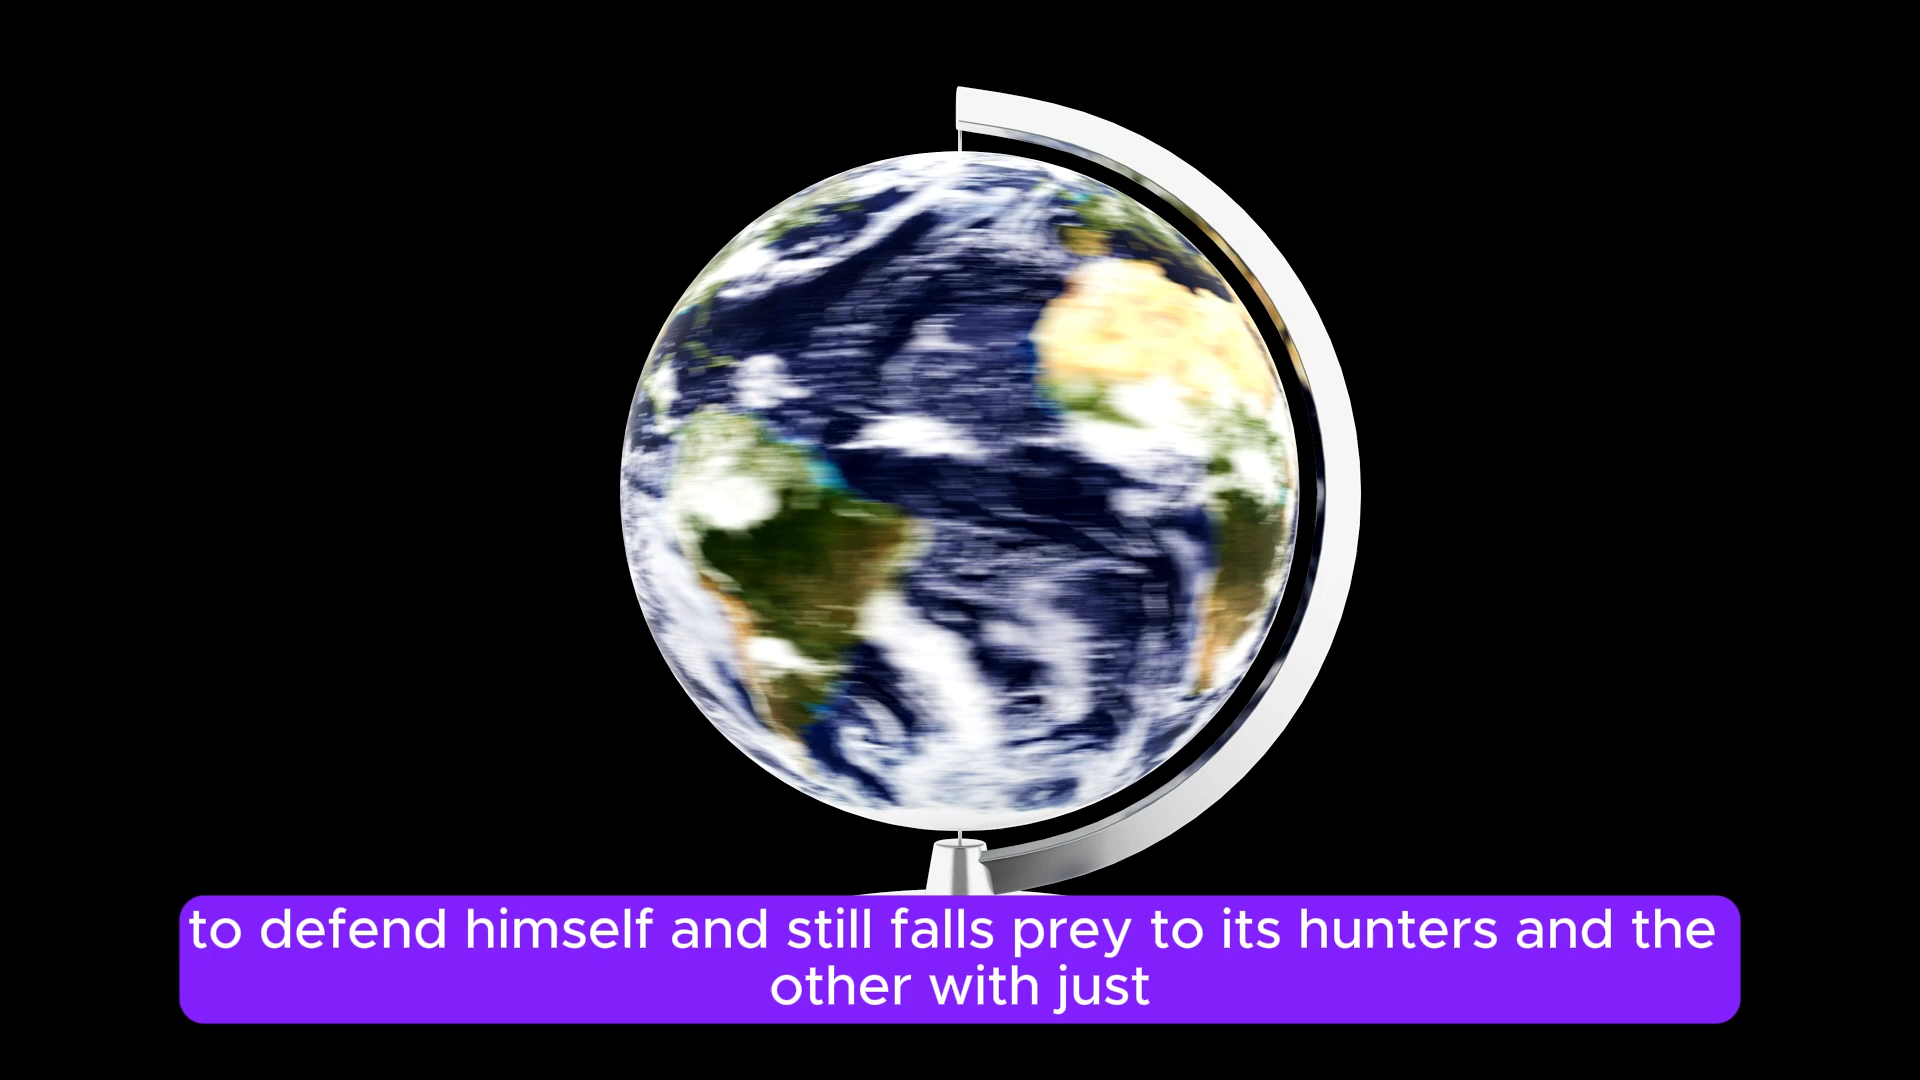 to defend himself and still falls prey to its hunters and the
other with just